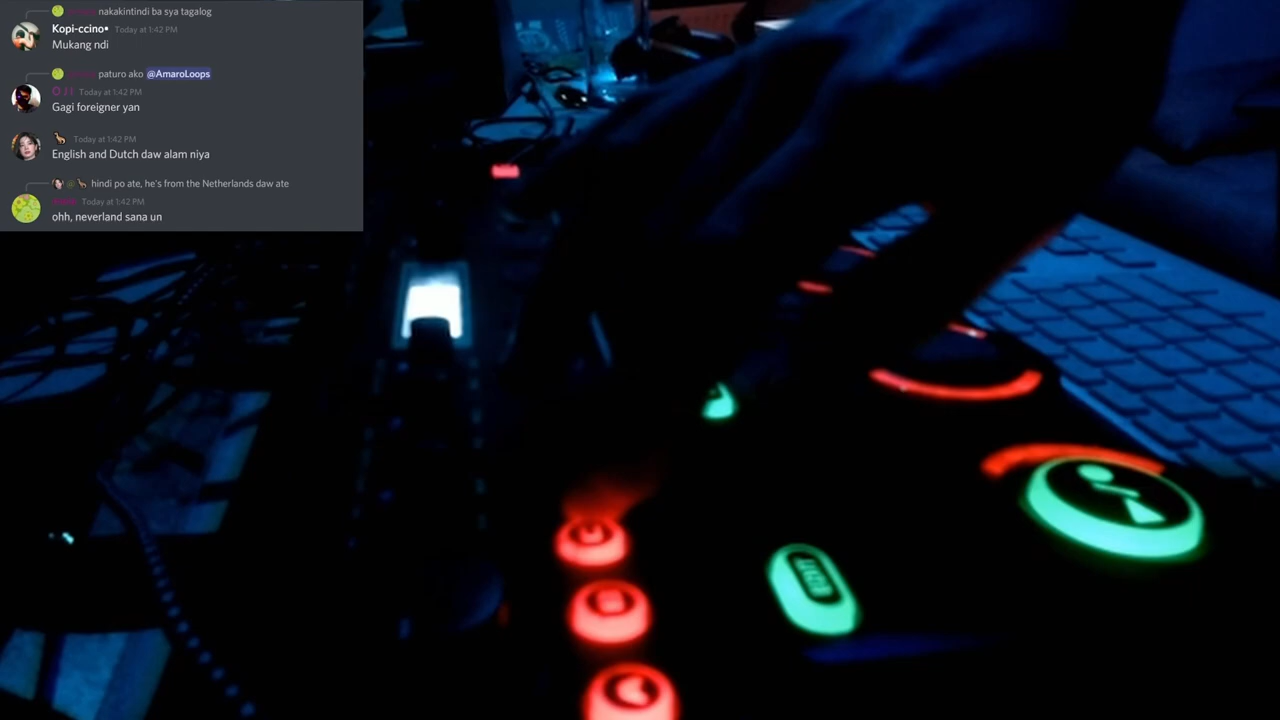 nakakintindi ba sya tagalog
Kopi-ccino• Today at 1:42 PM
Mukang ndi
paturo ako @AmaroLoops
Today at 1:42 PM
Gagi foreigner yan
Today at 1:42 PM
English and Dutch daw alam niya
hindi po ate, he's from the Netherlands daw ate
Today at 1:42 PM
ohh, neverland sana un